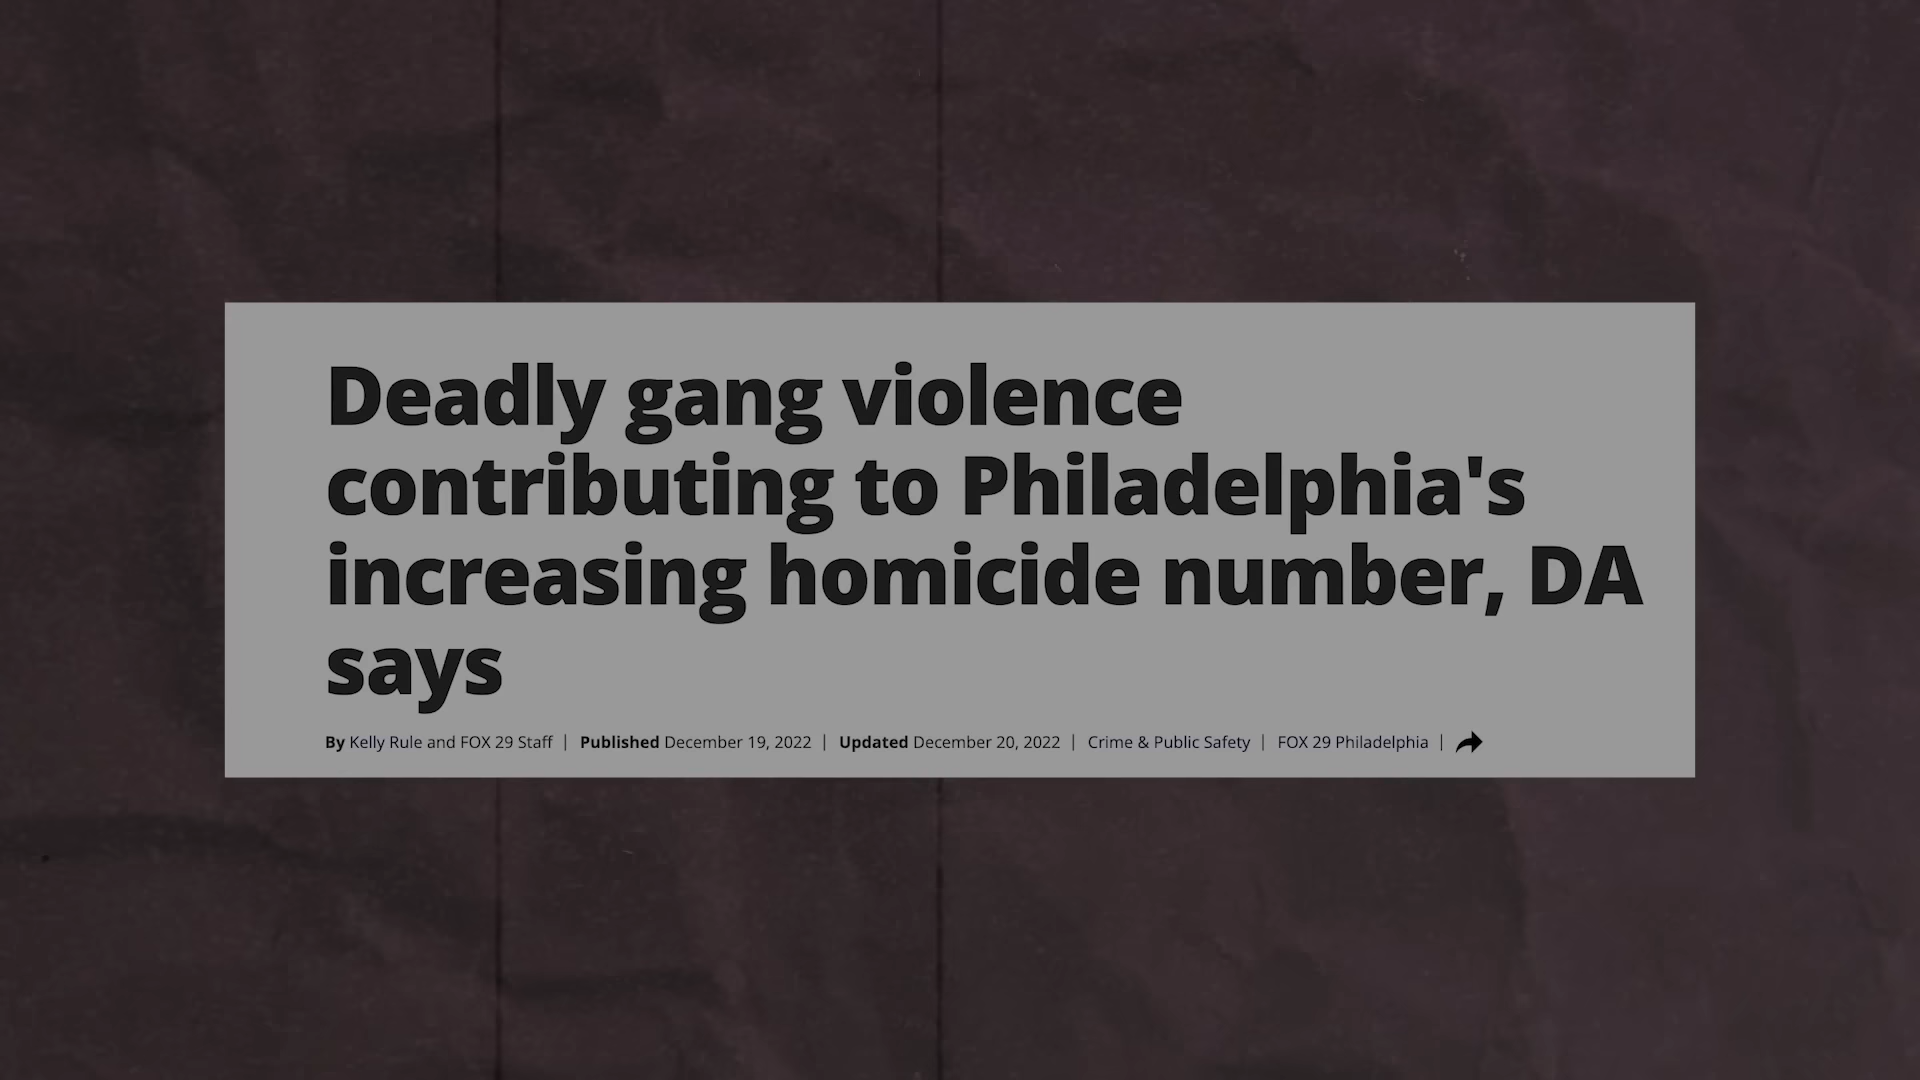 Deadly gang violence
contributing to Philadelphia's
increasing homicide number, DA
says
By Kelly Rule and FOX 29 Staff | Published December 19, 2022 | Updated December 20, 2022 | Crime & Public Safety | FOX 29 Philadelphia |